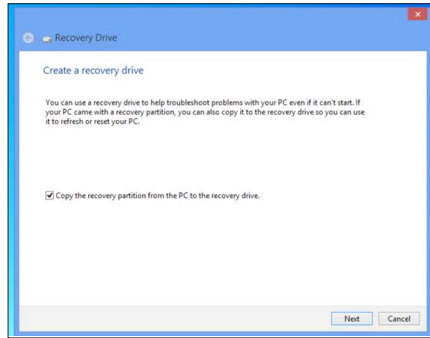 Recovery Drive
Create a recovery drive
You can use a recovery drive to help troubleshoot problems with your PC even if it can't start. If
your PC came with a recovery partition, you can also copy it to the recovery drive so you can use
it to refresh or reset your PC.
Copy the recovery partition from the PC to the recovery drive.
Next Cancel